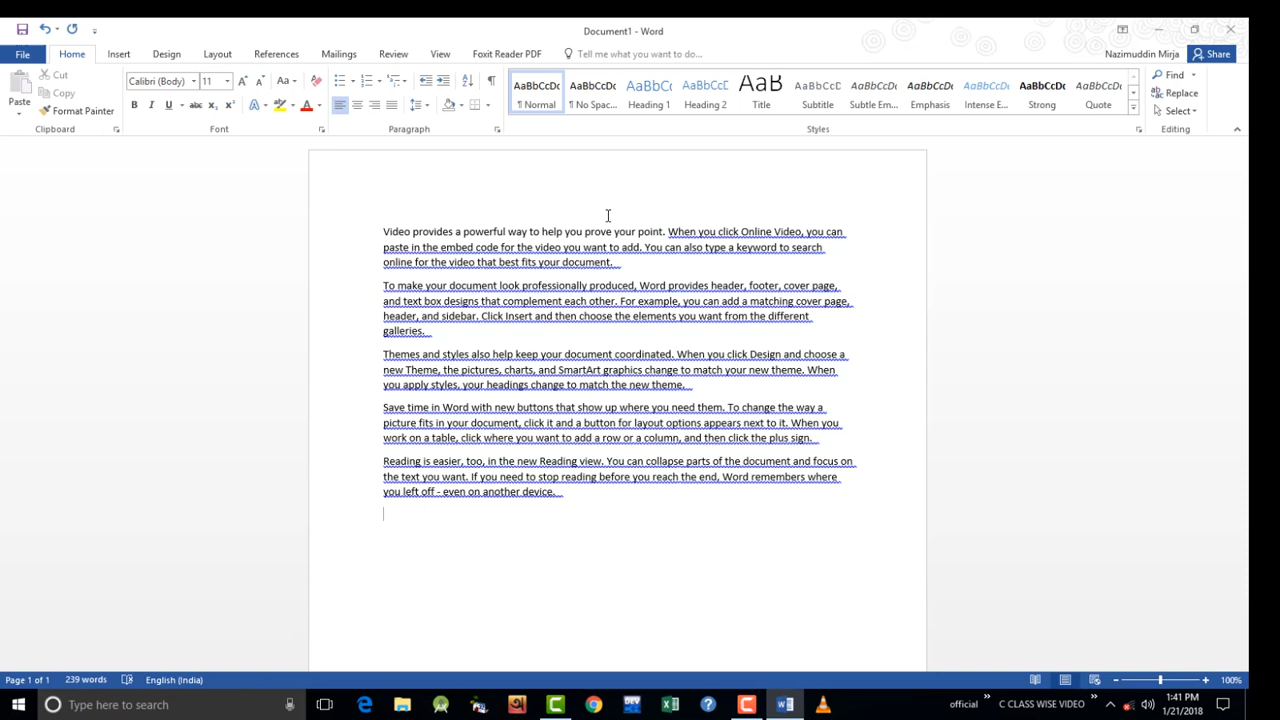 Document1 - Word
File Home Insert Design Layout References Mailings Review View Foxit Reader PDF Tell me what you want to do... Nazimuddin Mirja Share
Paste Cut
Copy
Format Painter
Clipboard
Calibri (Body) 11 Aa
B I U abc X₂ X² A
Font
Paragraph
AaBbCcDc AaBbCcDc AaBbC AaBbCcC AaB AaBbCcD AaBbCcDc AaBbCcDc AaBbCcDc AaBbCcDc AaBbCcDc
¶ Normal ¶ No Spac... Heading 1 Heading 2 Title Subtitle Subtle Em... Emphasis Intense E... Strong Quote
Styles
Find
Replace
Select
Editing
Video provides a powerful way to help you prove your point. When you click Online Video, you can
paste in the embed code for the video you want to add. You can also type a keyword to search
online for the video that best fits your document.
To make your document look professionally produced, Word provides header, footer, cover page,
and text box designs that complement each other. For example, you can add a matching cover page,
header, and sidebar. Click Insert and then choose the elements you want from the different
galleries.
Themes and styles also help keep your document coordinated. When you click Design and choose a
new Theme, the pictures, charts, and SmartArt graphics change to match your new theme. When
you apply styles, your headings change to match the new theme.
Save time in Word with new buttons that show up where you need them. To change the way a
picture fits in your document, click it and a button for layout options appears next to it. When you
work on a table, click where you want to add a row or a column, and then click the plus sign.
Reading is easier, too, in the new Reading view. You can collapse parts of the document and focus on
the text you want. If you need to stop reading before you reach the end, Word remembers where
you left off - even on another device.
Page 1 of 1 239 words English (India) 100%
Type here to search official C CLASS WISE VIDEO 1:41 PM
1/21/2018